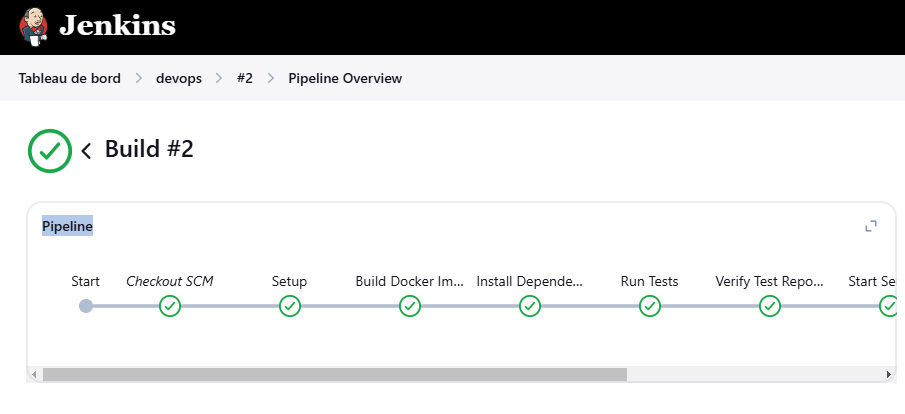 Jenkins
Tableau de bord > devops > #2 > Pipeline Overview
Build #2
Pipeline
Start Checkout SCM Setup Build Docker Im... Install Depende... Run Tests Verify Test Repo... Start Se